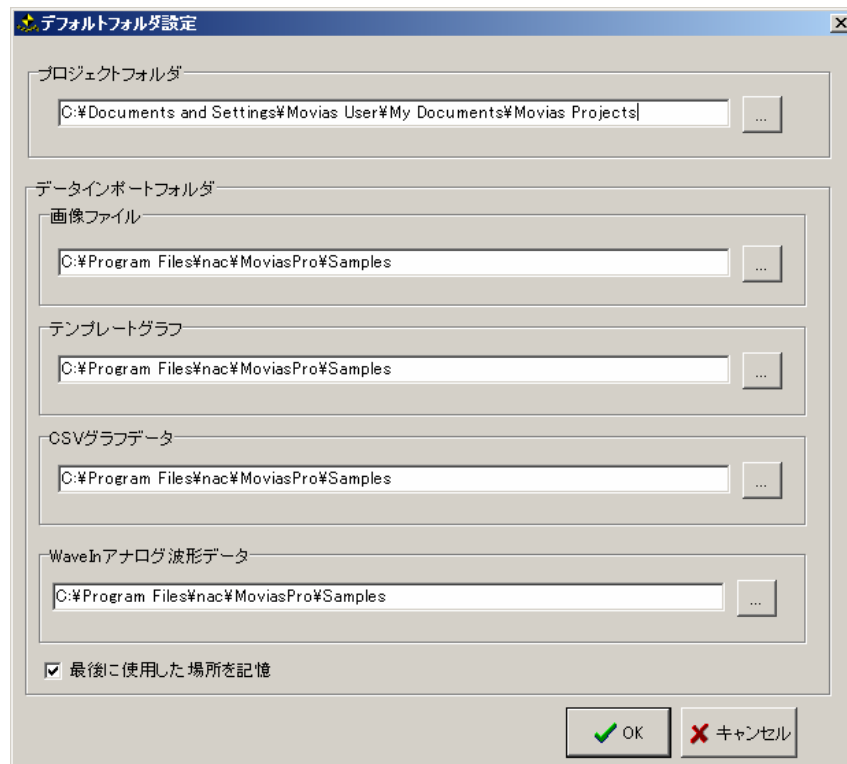 デフォルトフォルダ設定
プロジェクトフォルダ
C:¥Documents and Settings¥Movias User¥My Documents¥Movias Projects
...
データインポートフォルダ
画像ファイル
C:¥Program Files¥nac¥MoviasPro¥Samples
...
テンプレートグラフ
C:¥Program Files¥nac¥MoviasPro¥Samples
...
CSVグラフデータ
C:¥Program Files¥nac¥MoviasPro¥Samples
...
WaveInアナログ波形データ
C:¥Program Files¥nac¥MoviasPro¥Samples
...
最後に使用した場所を記憶
OK キャンセル